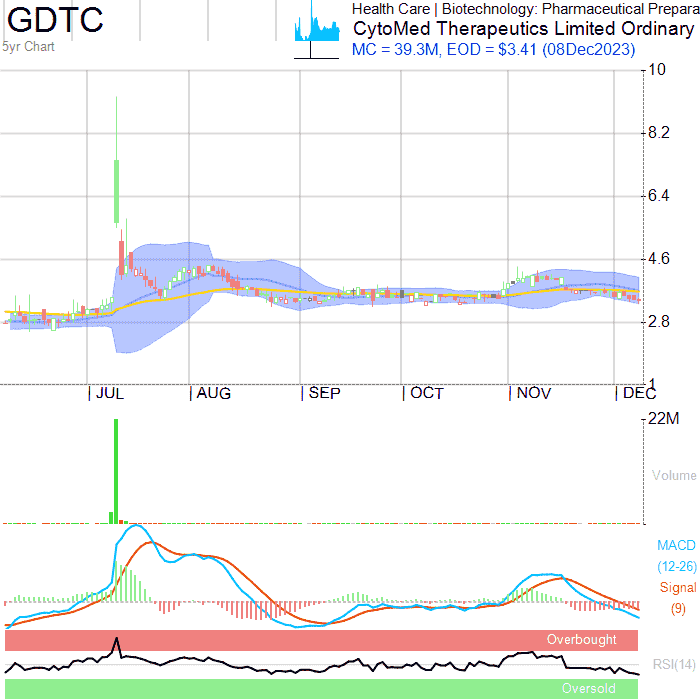 GDTC
5yr Chart
Health Care | Biotechnology: Pharmaceutical Prepara
CytoMed Therapeutics Limited Ordinary
MC = 39.3M, EOD = $3.41 (08Dec2023)
10
8.2
6.4
4.6
2.8
1
JUL
AUG
SEP
OCT
NOV
DEC
22M
Volume
MACD
(12-26)
Signal
(9)
Overbought
RSI(14)
Oversold